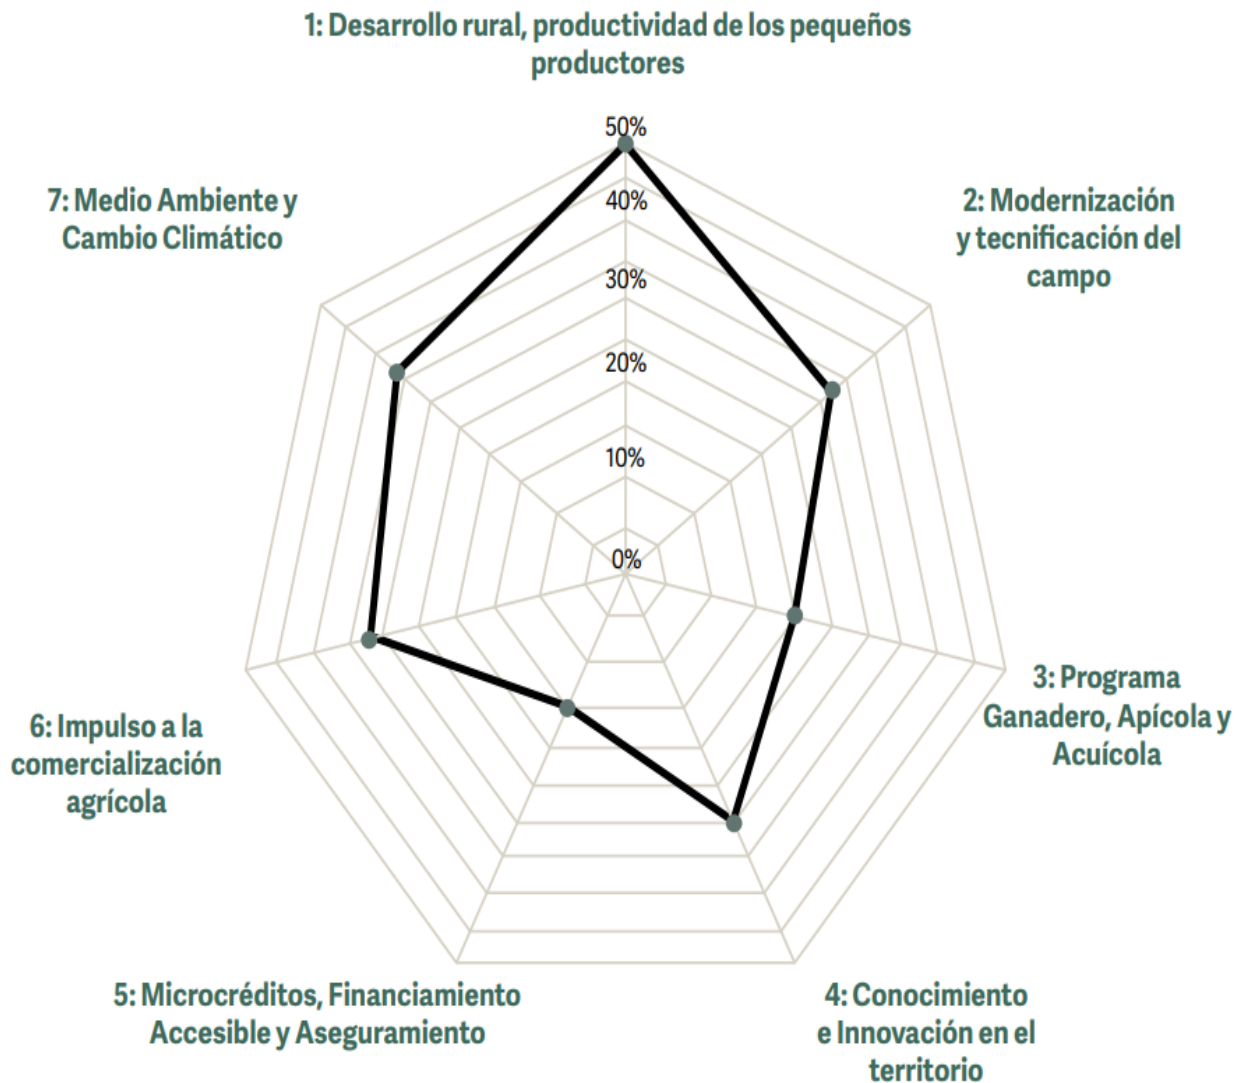 1: Desarrollo rural, productividad de los pequeños
productores
50%
7: Medio Ambiente y
Cambio Climático
40%
2: Modernización
y tecnificación del
campo
30%
20%
10%
0%
3: Programa
Ganadero, Apícola y
Acuícola
6: Impulso a la
comercialización
agrícola
5: Microcréditos, Financiamiento
Accesible y Aseguramiento
4: Conocimiento
e Innovación en el
territorio